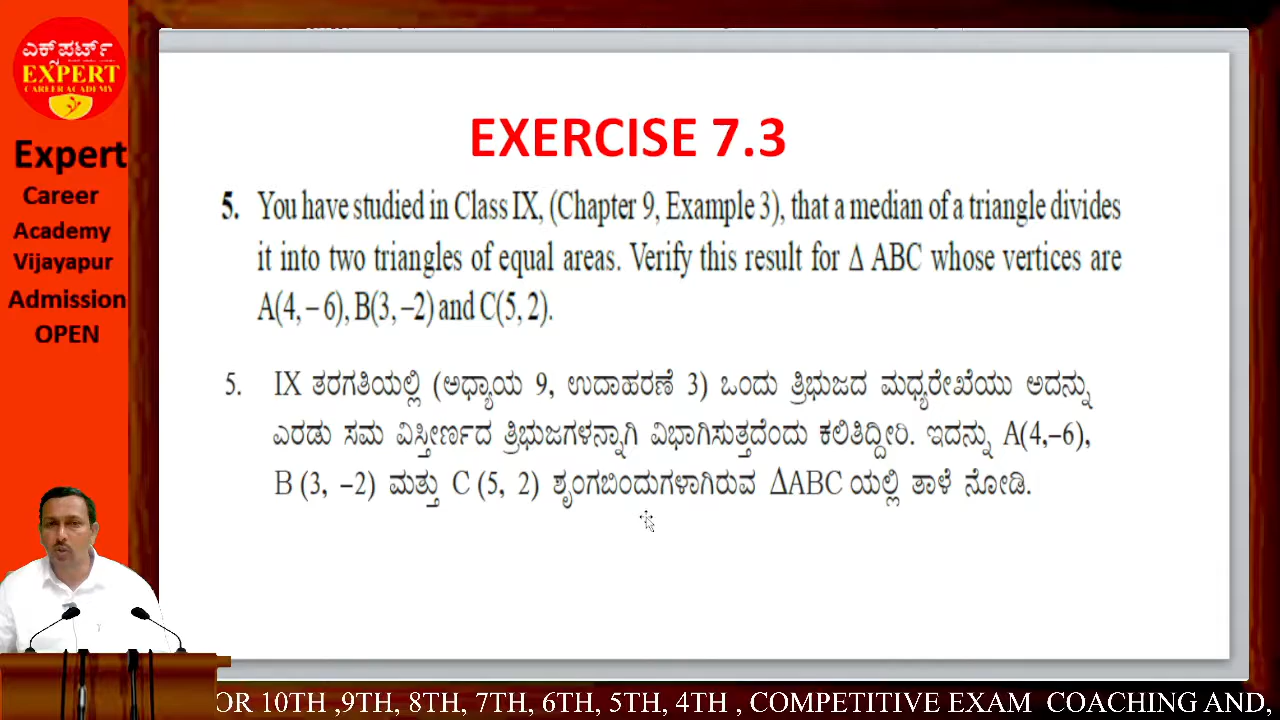 ಎಕ್ಸ್‌ಪರ್ಟ್
EXPERT
CAREER ACADEMY
Expert
Career
Academy
Vijayapur
Admission
OPEN
EXERCISE 7.3
5. You have studied in Class IX, (Chapter 9, Example 3), that a median of a triangle divides
it into two triangles of equal areas. Verify this result for Δ ABC whose vertices are
A(4, – 6), B(3, –2) and C(5, 2).
5. IX ತರಗತಿಯಲ್ಲಿ (ಅಧ್ಯಾಯ 9, ಉದಾಹರಣೆ 3) ಒಂದು ತ್ರಿಭುಜದ ಮಧ್ಯರೇಖೆಯು ಅದನ್ನು
ಎರಡು ಸಮ ವಿಸ್ತೀರ್ಣದ ತ್ರಿಭುಜಗಳನ್ನಾಗಿ ವಿಭಾಗಿಸುತ್ತದೆಂದು ಕಲಿತಿದ್ದೀರಿ. ಇದನ್ನು A(4,–6),
B (3, –2) ಮತ್ತು C (5, 2) ಶೃಂಗಬಿಂದುಗಳಾಗಿರುವ ΔABC ಯಲ್ಲಿ ತಾಳೆ ನೋಡಿ.
OR 10TH ,9TH, 8TH, 7TH, 6TH, 5TH, 4TH , COMPETITIVE EXAM COACHING AND,